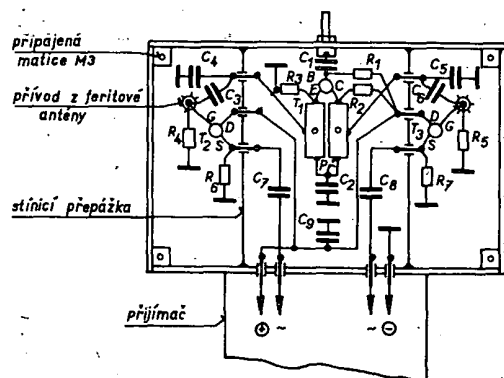 připájená
matice M3
přívod z feritové
antény
stínicí přepážka
přijímač
C4
C3
G
D
S
T2
R4
R6
C7
C1
R3
B
E
C
T1
R1
R2
P1
C2
C9
C8
C5
C6
D
G
S
T3
R5
R7
+
~
~
−